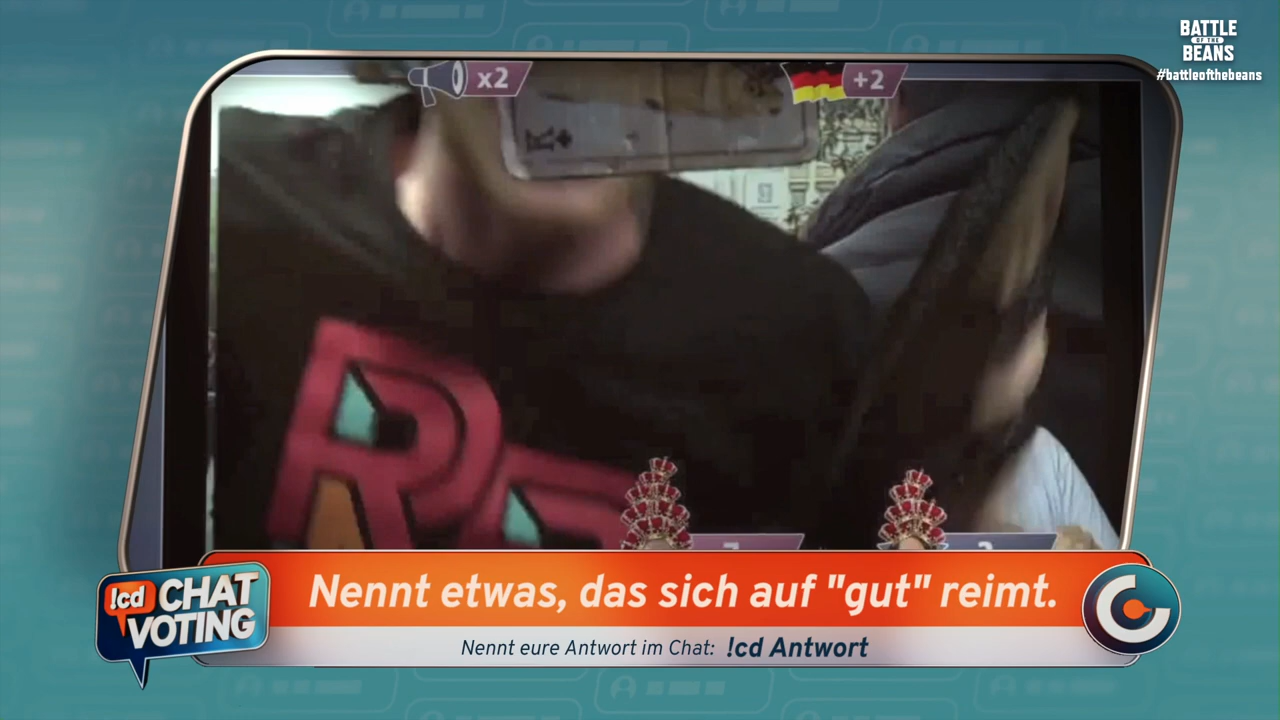 BATTLE
OF THE
BEANS
#battleofthebeans
x2
+2
Nennt etwas, das sich auf "gut" reimt.
!cd CHAT
VOTING
Nennt eure Antwort im Chat: !cd Antwort